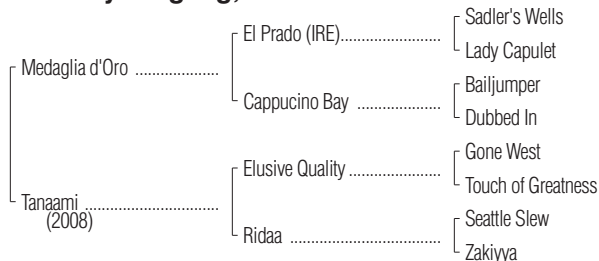 Sadler's Wells
El Prado (IRE)
Lady Capulet
Medaglia d'Oro
Bailjumper
Cappucino Bay
Dubbed In
Gone West
Elusive Quality
Touch of Greatness
Tanaami
(2008)
Seattle Slew
Ridaa
Zakiyya